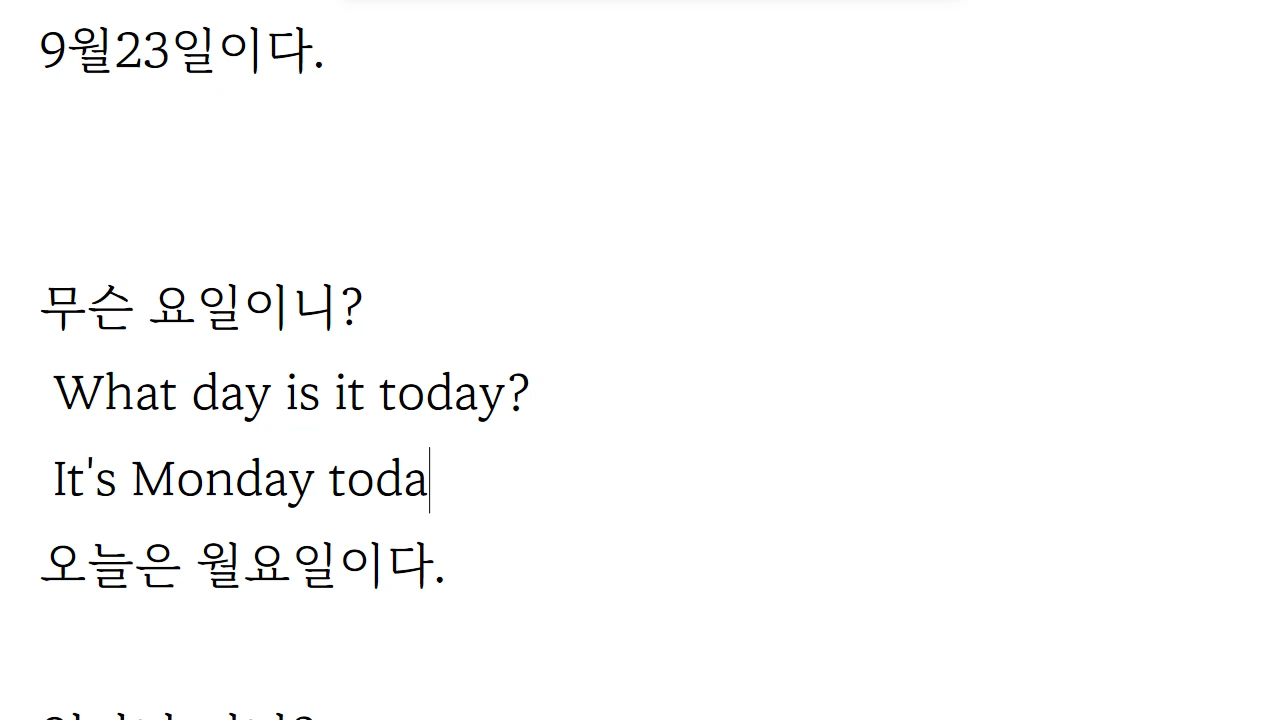 9월23일이다.
무슨 요일이니?
What day is it today?
It's Monday toda
오늘은 월요일이다.